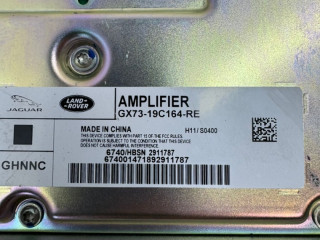 JAGUAR
LAND-
ROVER
AMPLIFIER
GX73-19C164-RE
MADE IN CHINA
H11/ S0400
THIS DEVICE COMPLIES WITH PART 15 OF THE FCC RULES.
OPERATION IS SUBJECT TO THE CONDITION THAT THIS
DEVICE DOES NOT CAUSE HARMFUL INTERFERENCE
GHNNC
6740/HBSN 2911787
67400147189291178​7